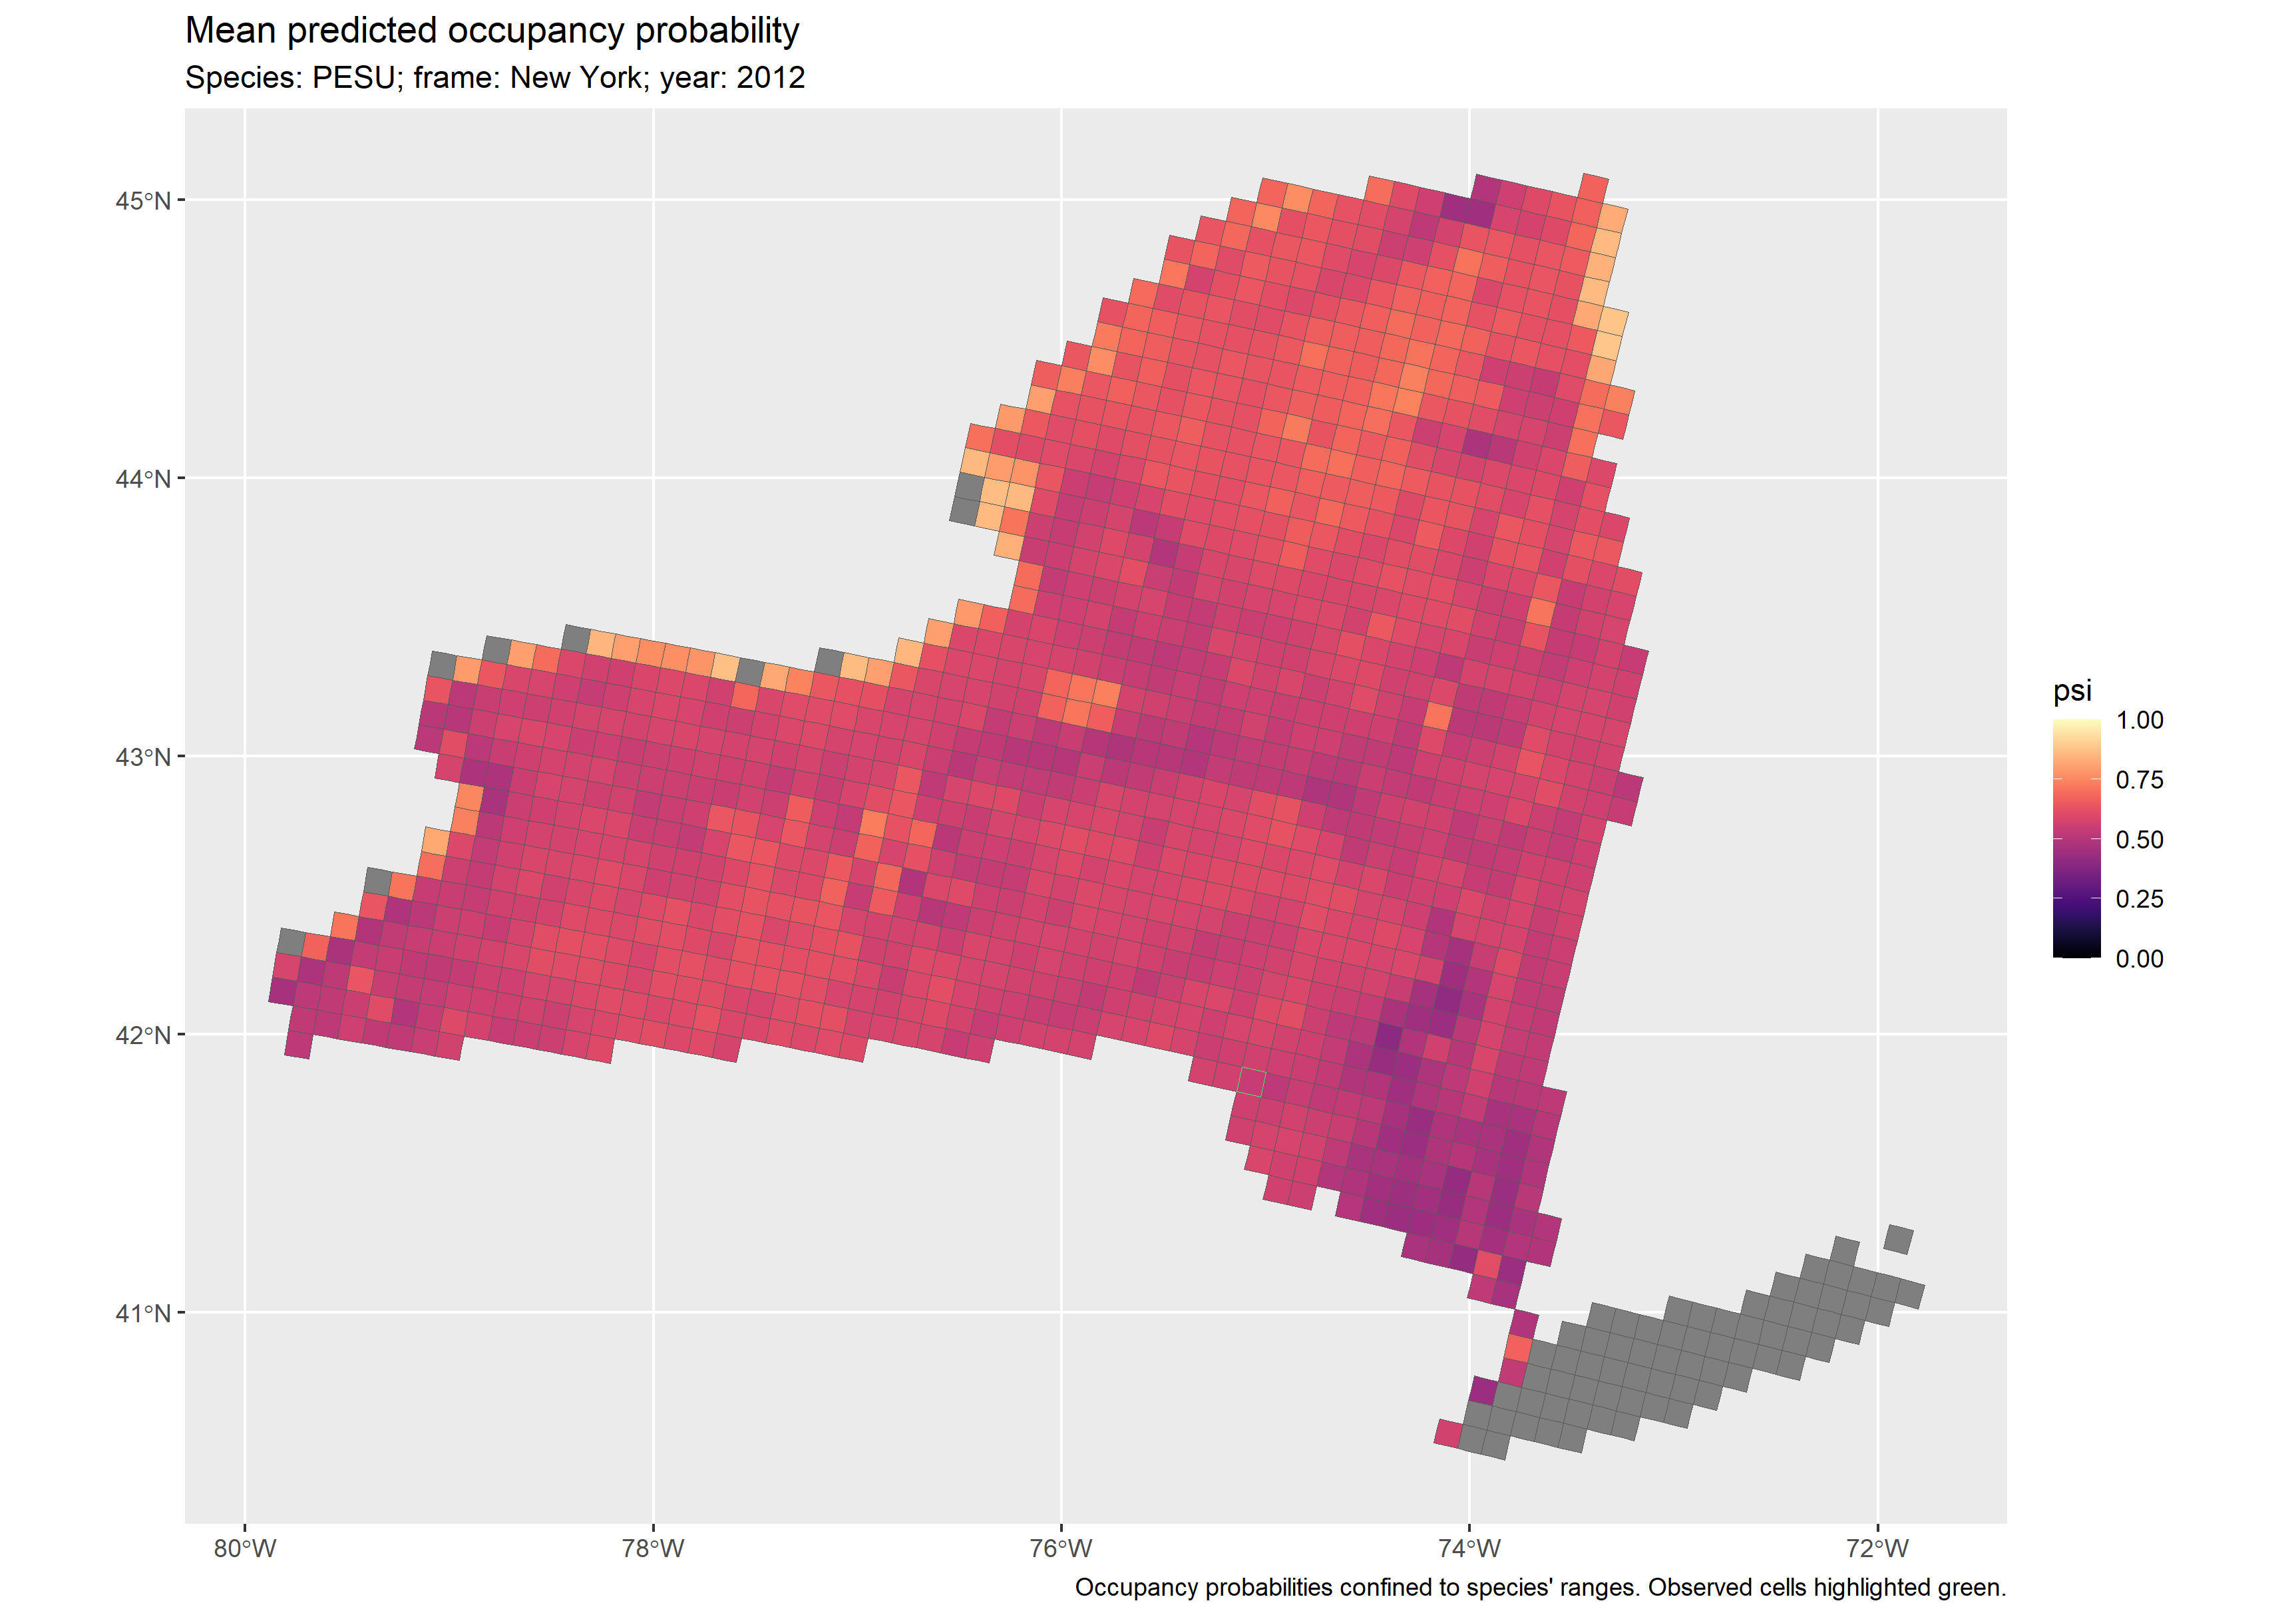 Mean predicted occupancy probability
Species: PESU; frame: New York; year: 2012
45°N
44°N
43°N
42°N
41°N
80°W
78°W
76°W
74°W
72°W
psi
1.00
0.75
0.50
0.25
0.00
Occupancy probabilities confined to species' ranges. Observed cells highlighted green.